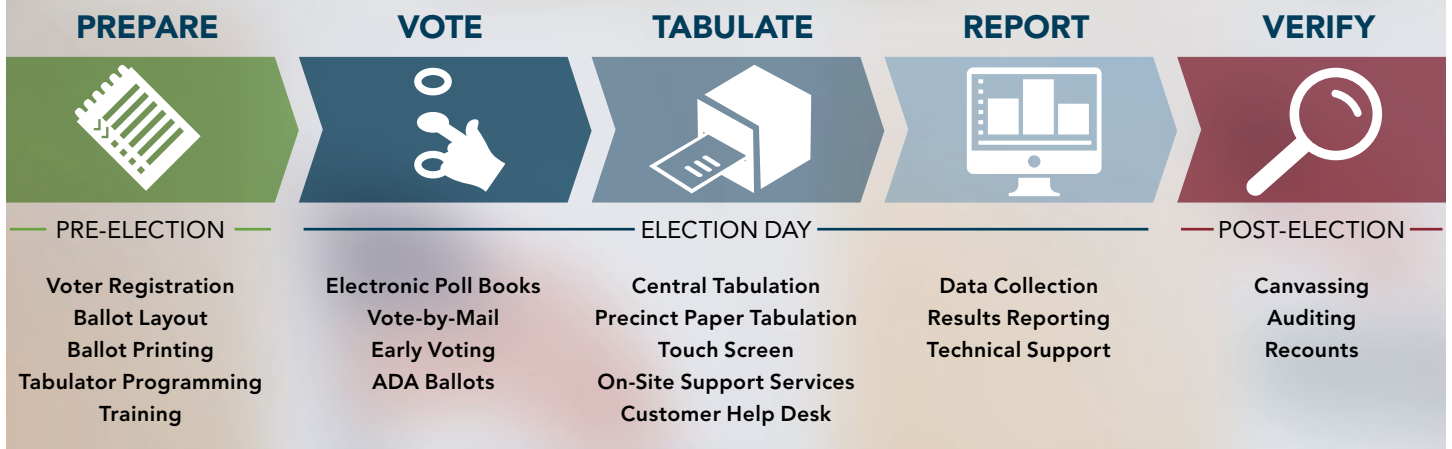 PREPARE
VOTE
TABULATE
REPORT
VERIFY
PRE-ELECTION
ELECTION DAY
POST-ELECTION
Voter Registration
Ballot Layout
Ballot Printing
Tabulator Programming
Training
Electronic Poll Books
Vote-by-Mail
Early Voting
ADA Ballots
Central Tabulation
Precinct Paper Tabulation
Touch Screen
On-Site Support Services
Customer Help Desk
Data Collection
Results Reporting
Technical Support
Canvassing
Auditing
Recounts